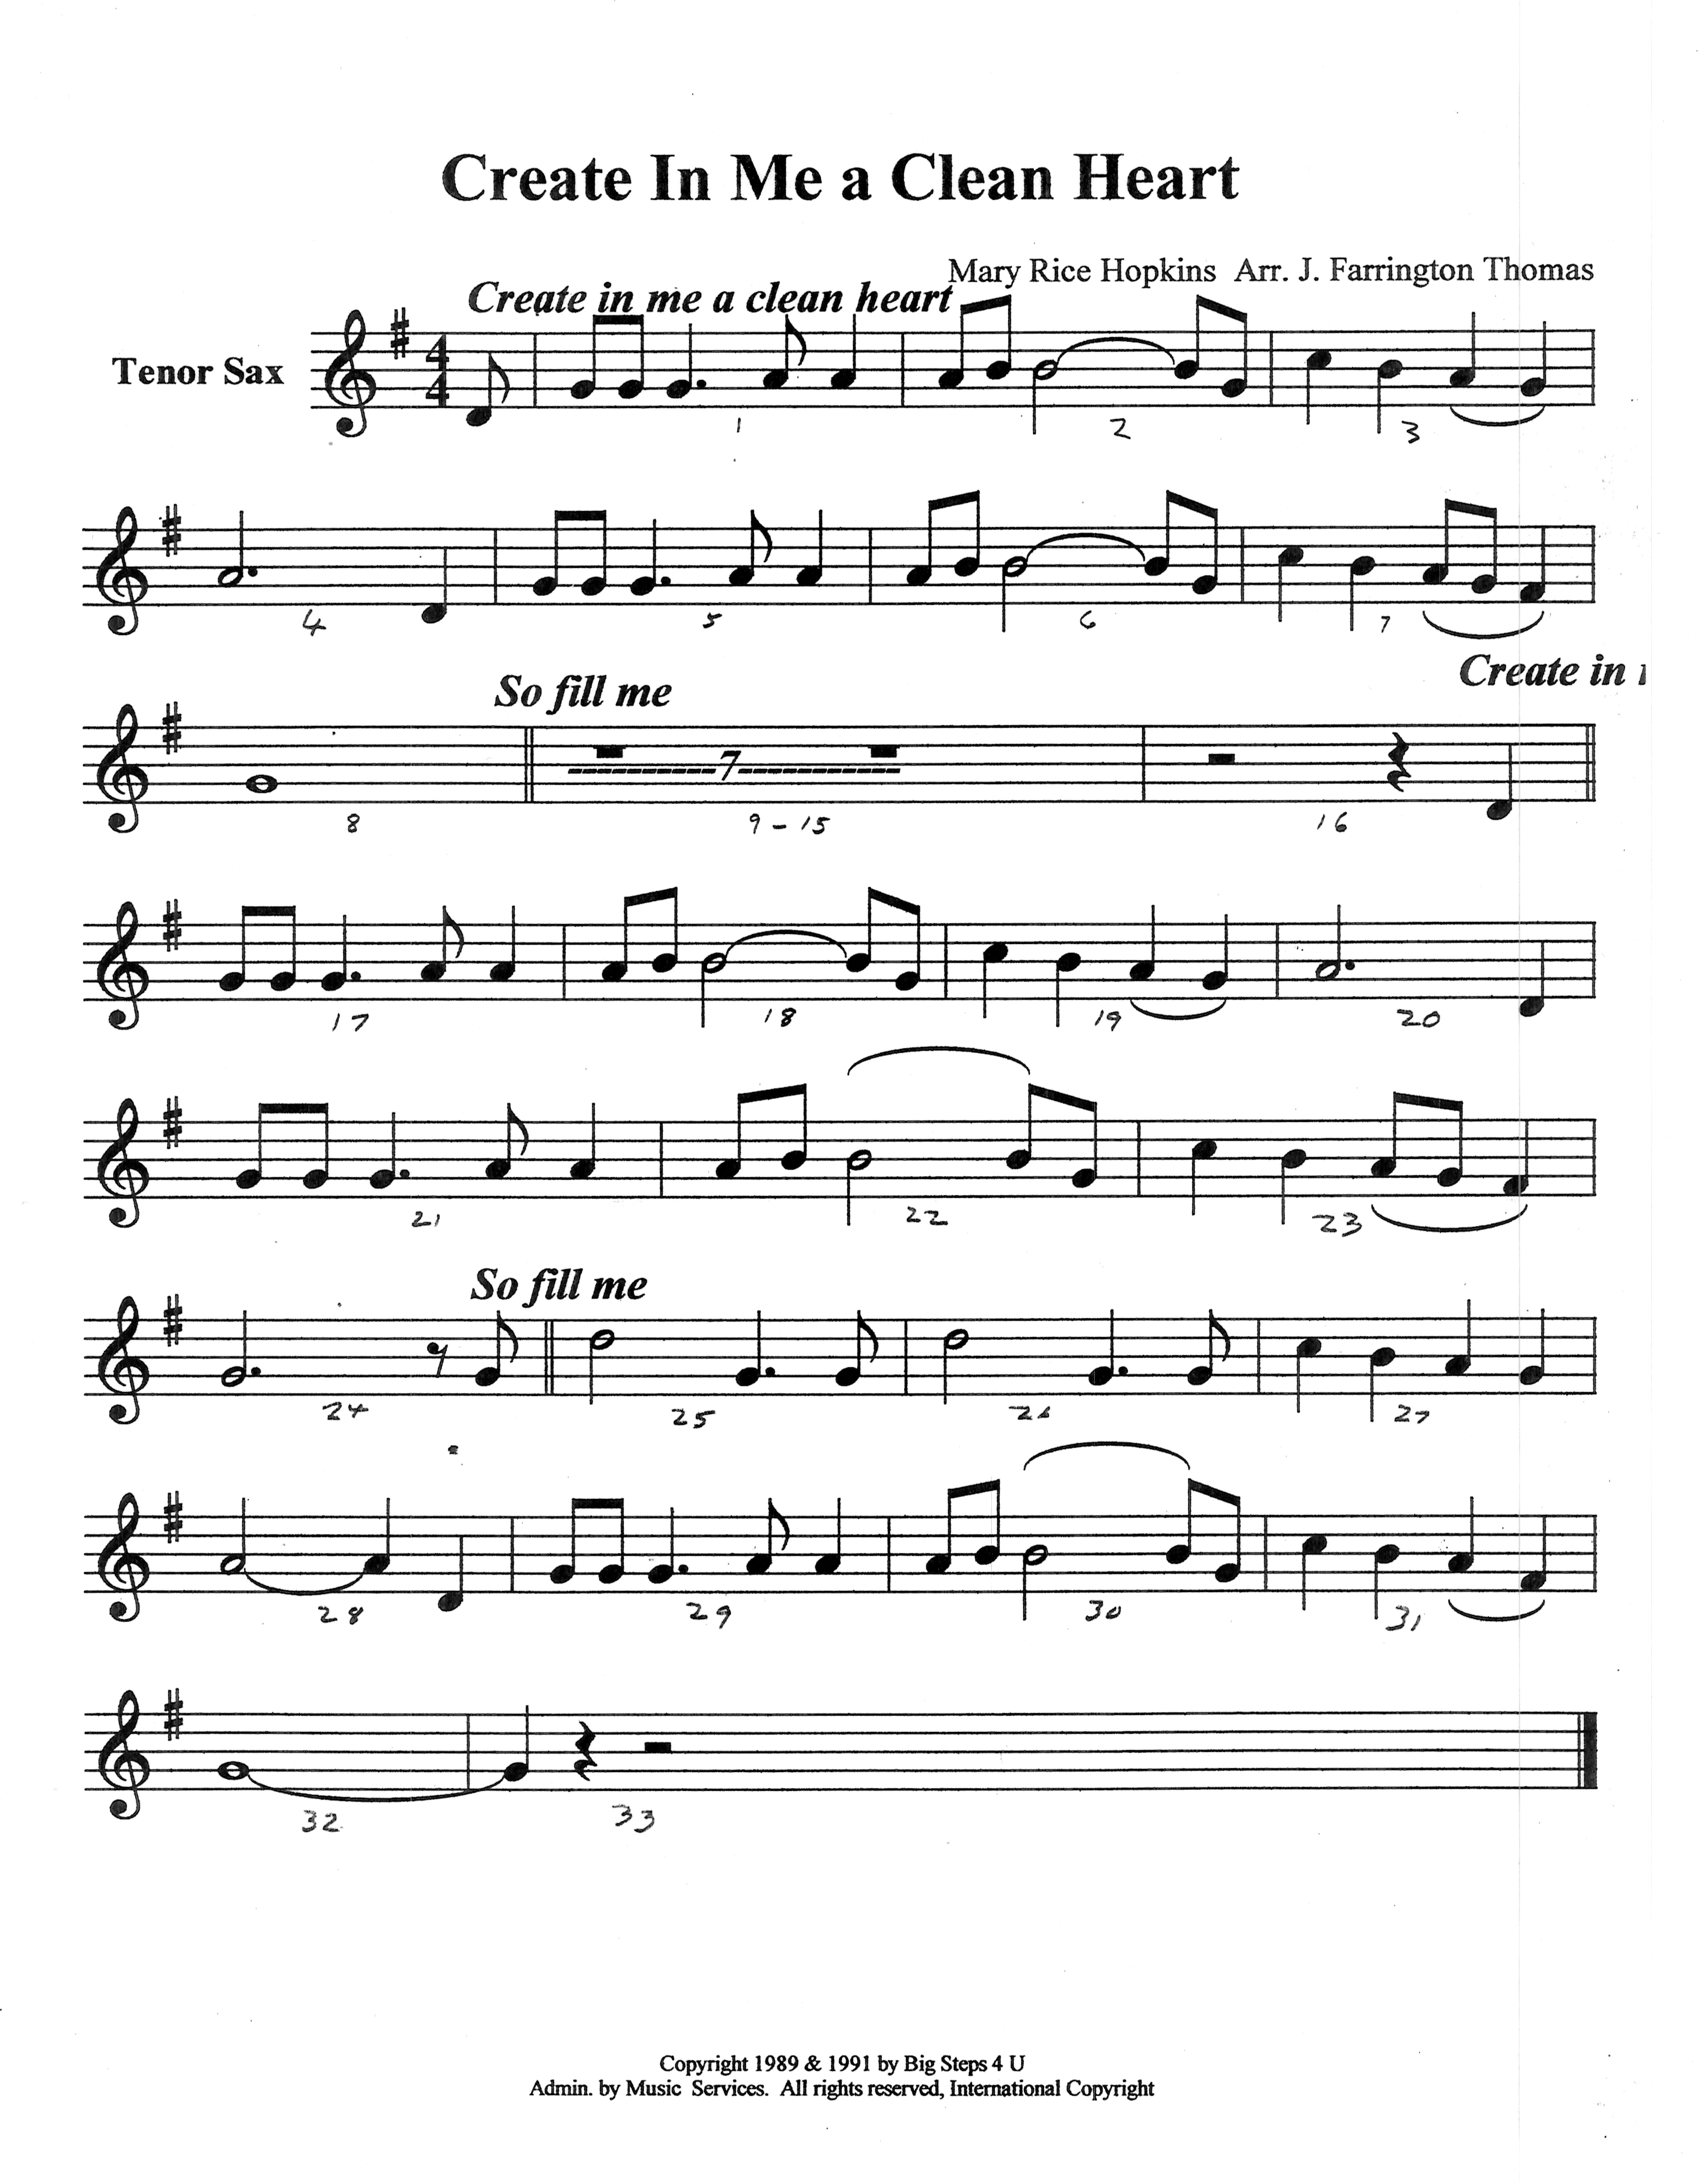 Create In Me a Clean Heart
Mary Rice Hopkins Arr. J. Farrington Thomas
Create in me a clean heart
Tenor Sax
4
4
1 2 3
4 5 6 7
Create in
So fill me
7
8 9 - 15 16
17 18 19 20
21 22 23
So fill me
24 25 26 27
28 29 30 31
32 33
Copyright 1989 & 1991 by Big Steps 4 U
Admin. by Music Services. All rights reserved, International Copyright